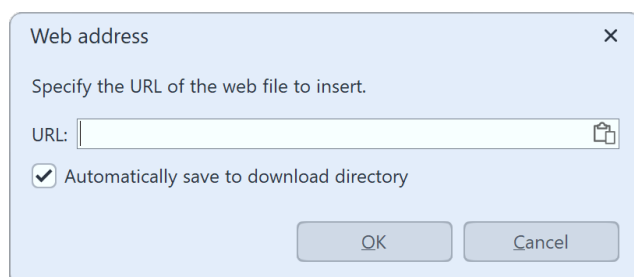 Web address
Specify the URL of the web file to insert.
URL:
Automatically save to download directory
OK
Cancel